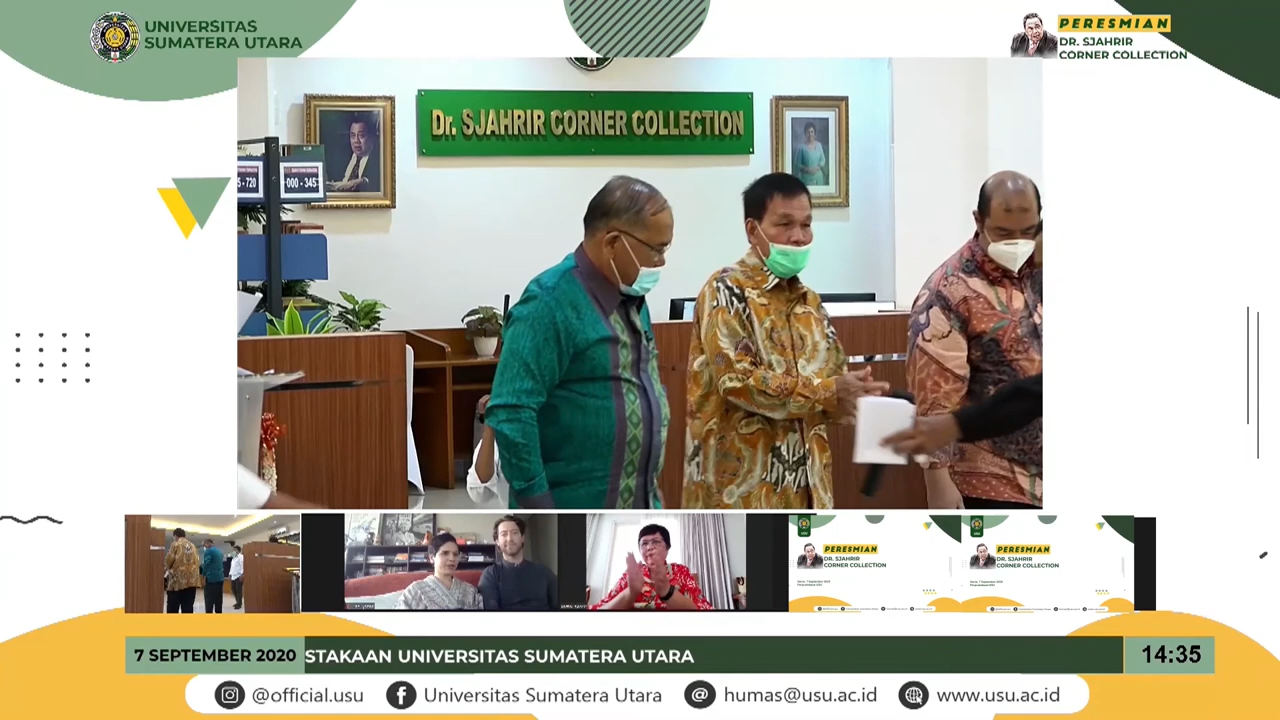 UNIVERSITAS
SUMATERA UTARA
PERESMIAN
DR. SJAHRIR
CORNER COLLECTION
Dr. SJAHRIR CORNER COLLECTION
5 - 720
000 - 345
PERESMIAN
DR. SJAHRIR
CORNER COLLECTION
PERESMIAN
DR. SJAHRIR
CORNER COLLECTION
7 SEPTEMBER 2020
STAKAAN UNIVERSITAS SUMATERA UTARA
14:35
@official.usu
Universitas Sumatera Utara
humas@usu.ac.id
www.usu.ac.id